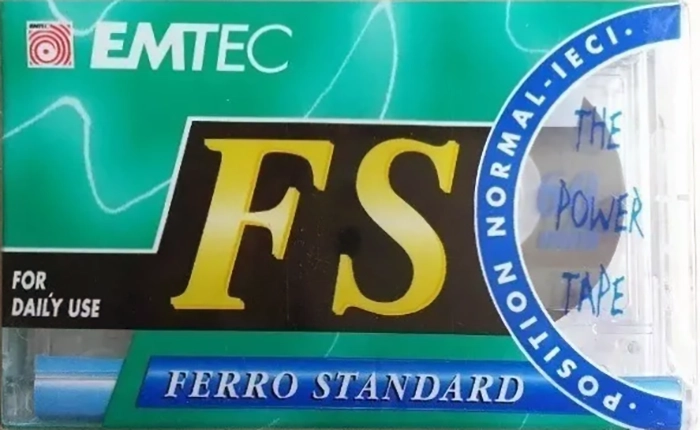 EMTEC
FS
FOR
DAILY USE
FERRO STANDARD
·POSITION NORMAL-IECI·
THE
POWER
TAPE